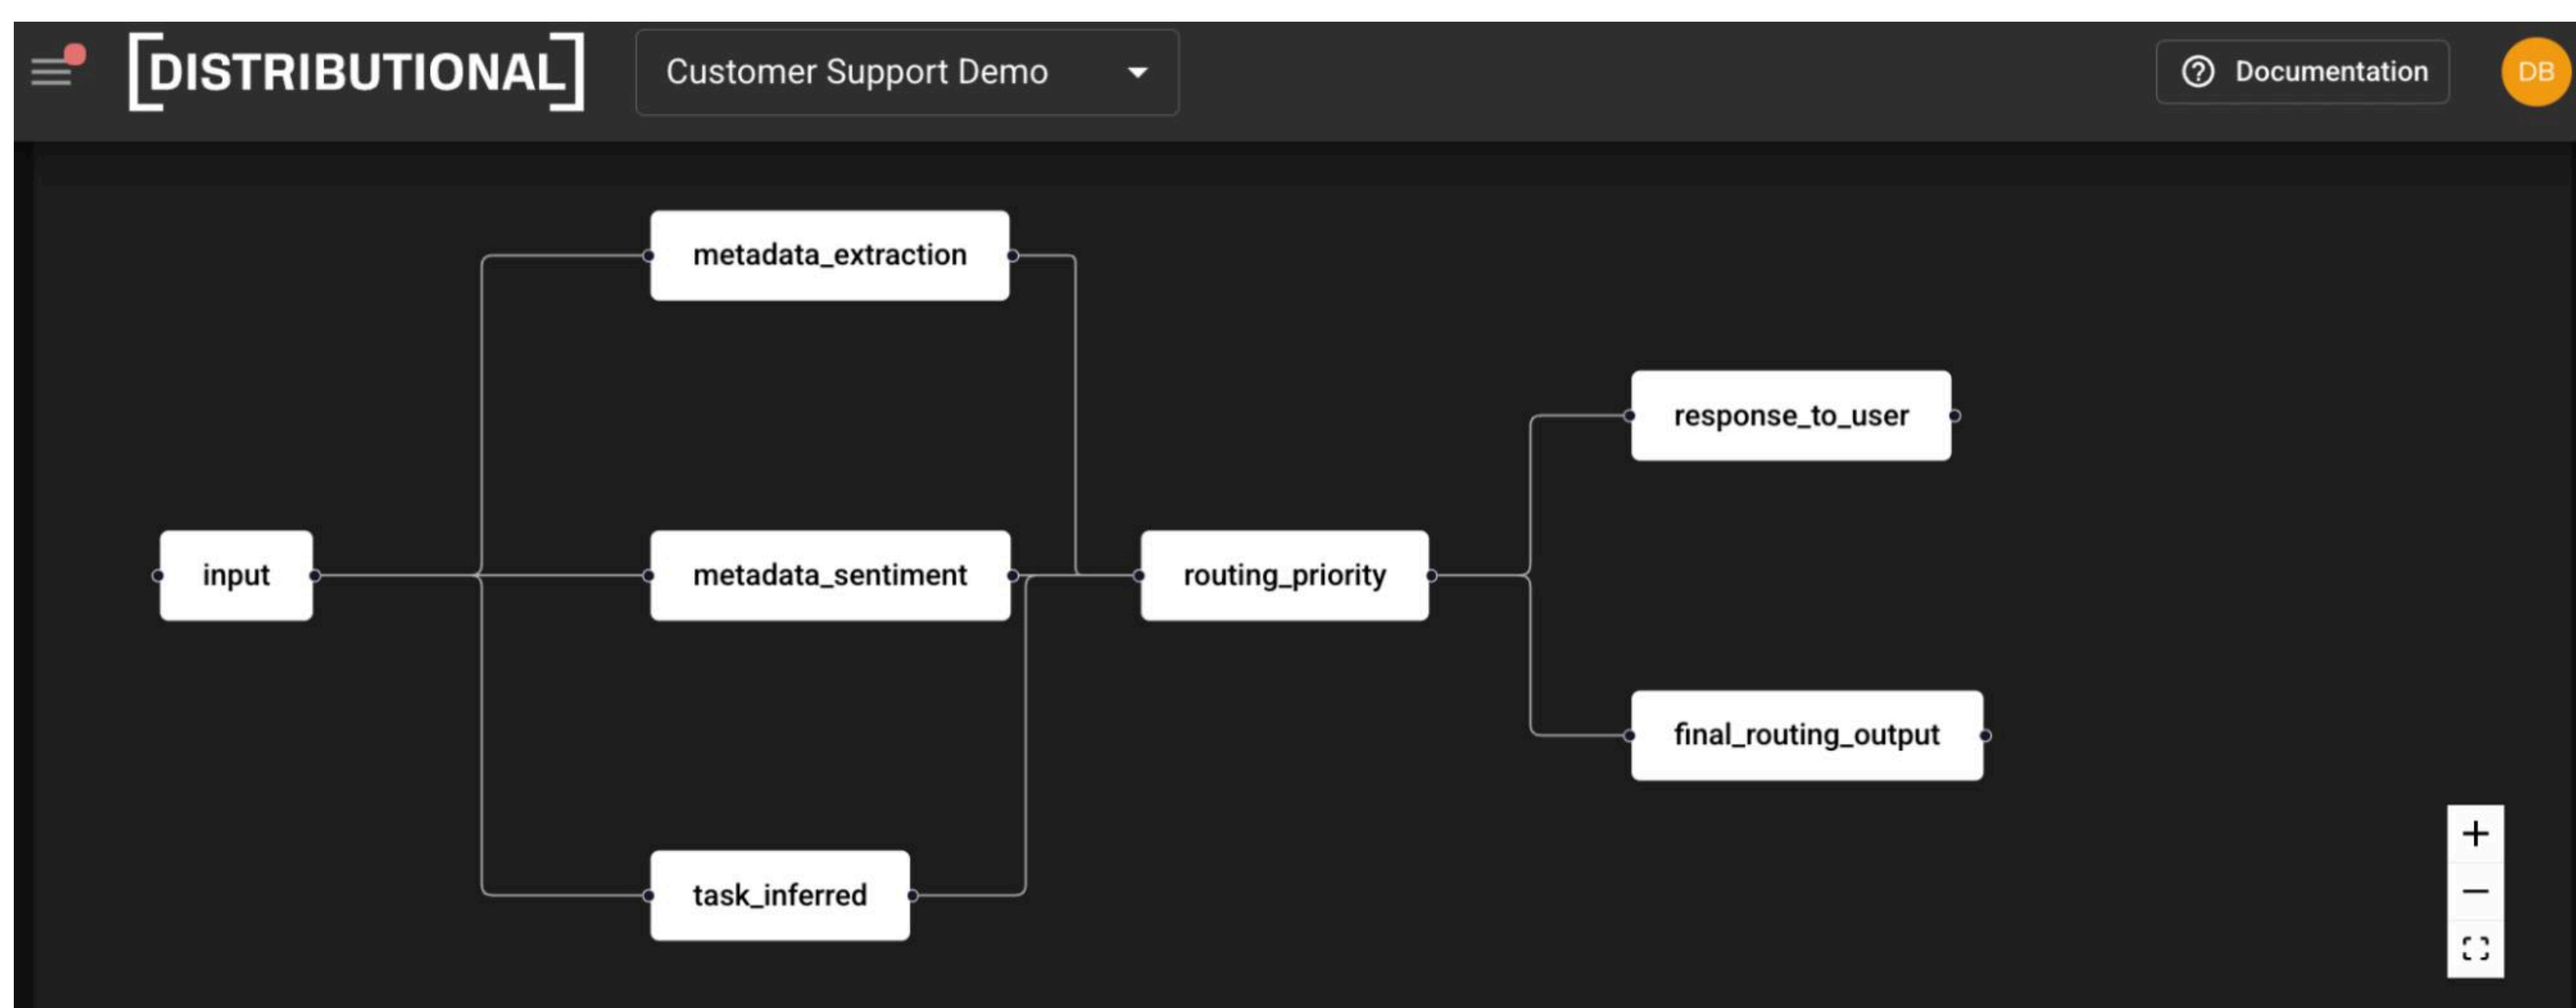 [DISTRIBUTIONAL]
Customer Support Demo
Documentation
DB
metadata_extraction
response_to_user
input
metadata_sentiment
routing_priority
final_routing_output
task_inferred